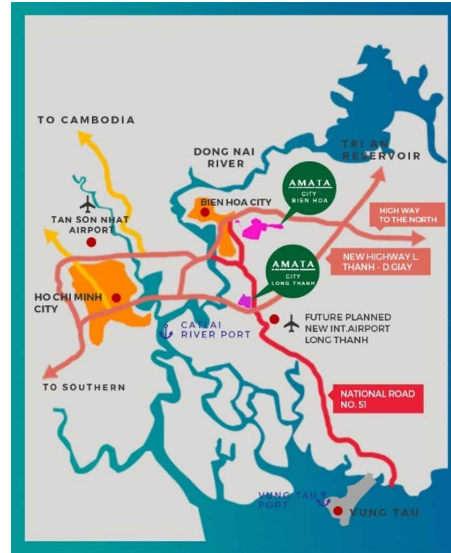 TO CAMBODIA
DONG NAI
RIVER
TRI AN
RESERVOIR
TAN SON NHAT
AIRPORT
BIEN HOA CITY
AMATA
CITY
BIEN HOA
HIGH WAY
TO THE NORTH
NEW HIGHWAY L.
THANH - D.GIAY
AMATA
CITY
LONG THANH
HO CHI MINH
CITY
CATLAI
RIVER PORT
FUTURE PLANNED
NEW INT.AIRPORT
LONG THANH
TO SOUTHERN
NATIONAL ROAD
NO. 51
VUNG TAU
PORT
VUNG TAU